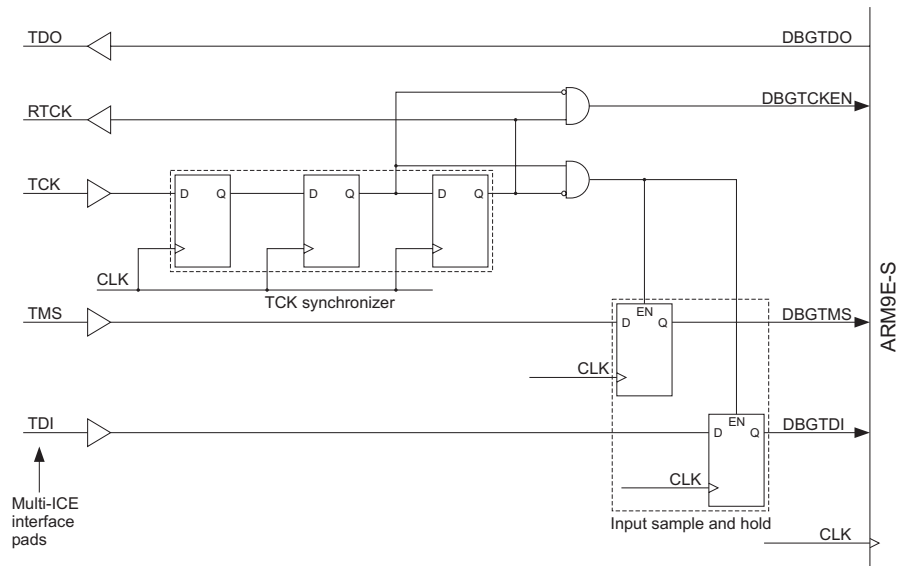 TDO
DBGTDO
RTCK
DBGTCKEN
TCK
D Q
D Q
D Q
CLK
TCK synchronizer
TMS
D EN Q
DBGTMS
CLK
ARM9E-S
TDI
D EN Q
DBGTDI
CLK
Multi-ICE
interface
pads
Input sample and hold
CLK